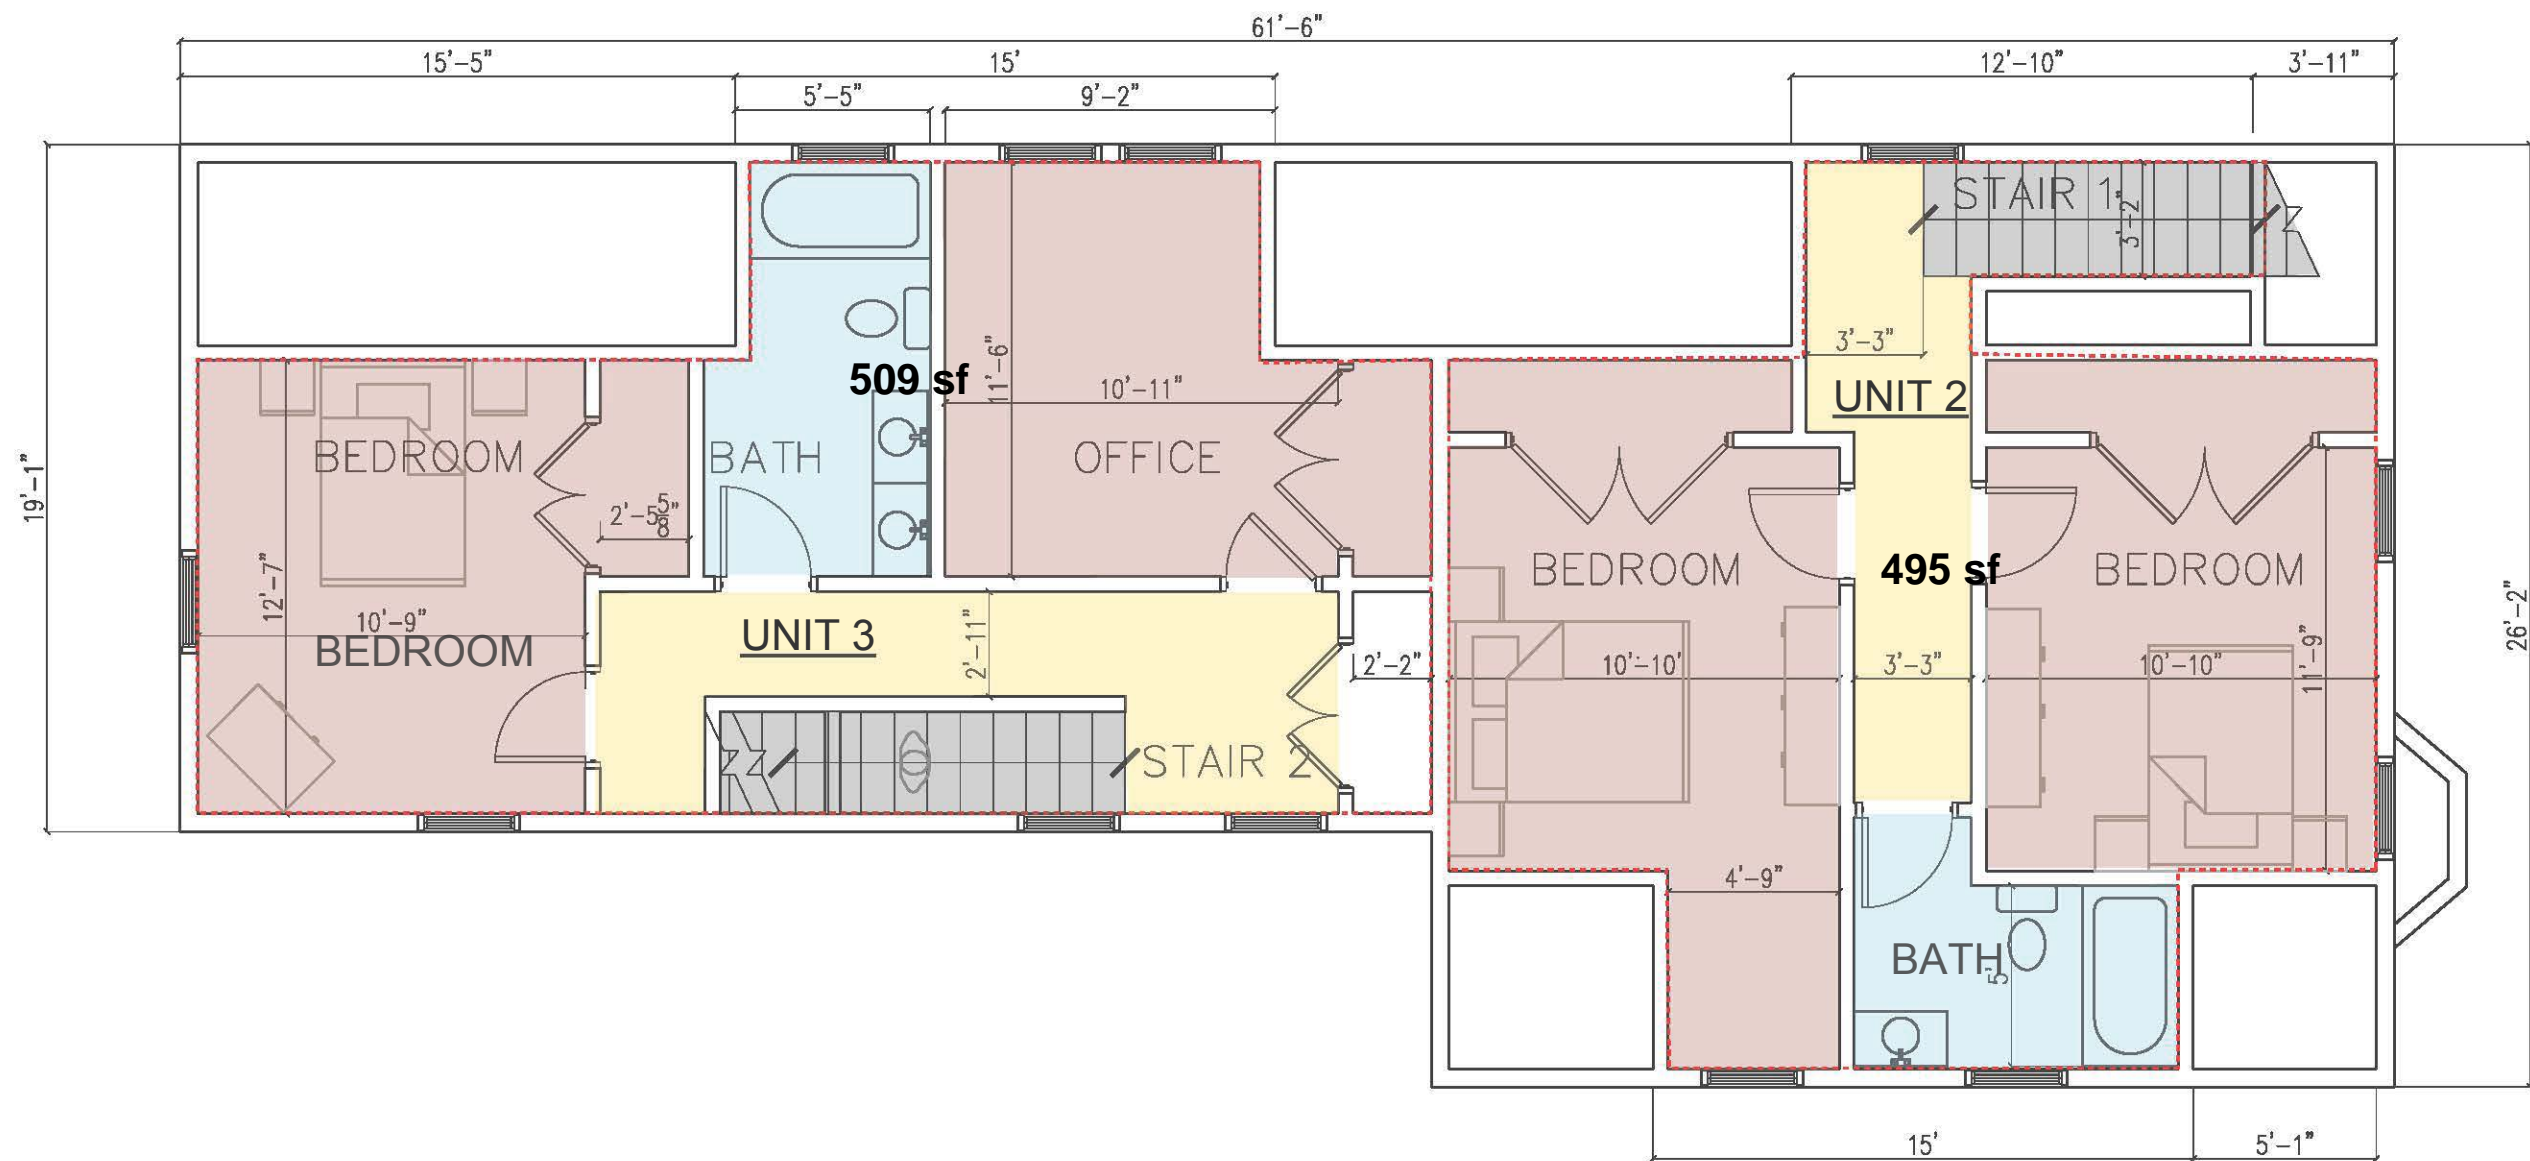 61'-6"
15'-5"
15'
12'-10"
3'-11"
5'-5"
9'-2"
STAIR 1
3'-2"
3'-3"
11'-6"
509 sf
10'-11"
UNIT 2
BEDROOM
BATH
OFFICE
19'-1"
2'-5 5/8"
12'-7"
BEDROOM
495 sf
BEDROOM
26'-2"
10'-9"
BEDROOM
UNIT 3
2'-11"
2'-2"
10'-10'
3'-3"
10'-10"
11'-9"
STAIR 2
4'-9"
BATH
5'
15'
5'-1"